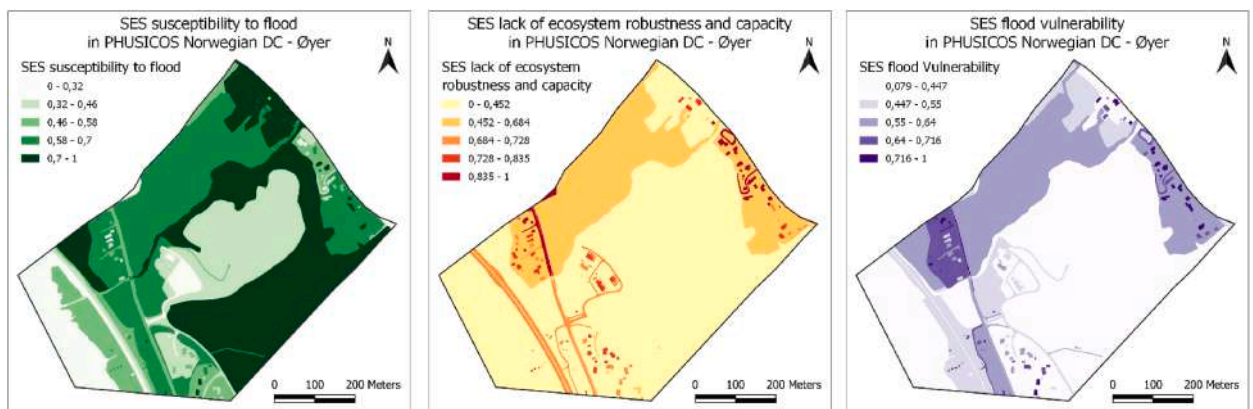 SES susceptibility to flood
in PHUSICOS Norwegian DC - Øyer
N
SES susceptibility to flood
0 - 0,32
0,32 - 0,46
0,46 - 0,58
0,58 - 0,7
0,7 - 1
0 100 200 Meters
SES lack of ecosystem robustness and capacity
in PHUSICOS Norwegian DC - Øyer
N
SES lack of ecosystem
robustness and capacity
0 - 0,452
0,452 - 0,684
0,684 - 0,728
0,728 - 0,835
0,835 - 1
0 100 200 Meters
SES flood vulnerability
in PHUSICOS Norwegian DC - Øyer
N
SES flood Vulnerability
0,079 - 0,447
0,447 - 0,55
0,55 - 0,64
0,64 - 0,716
0,716 - 1
0 100 200 Meters